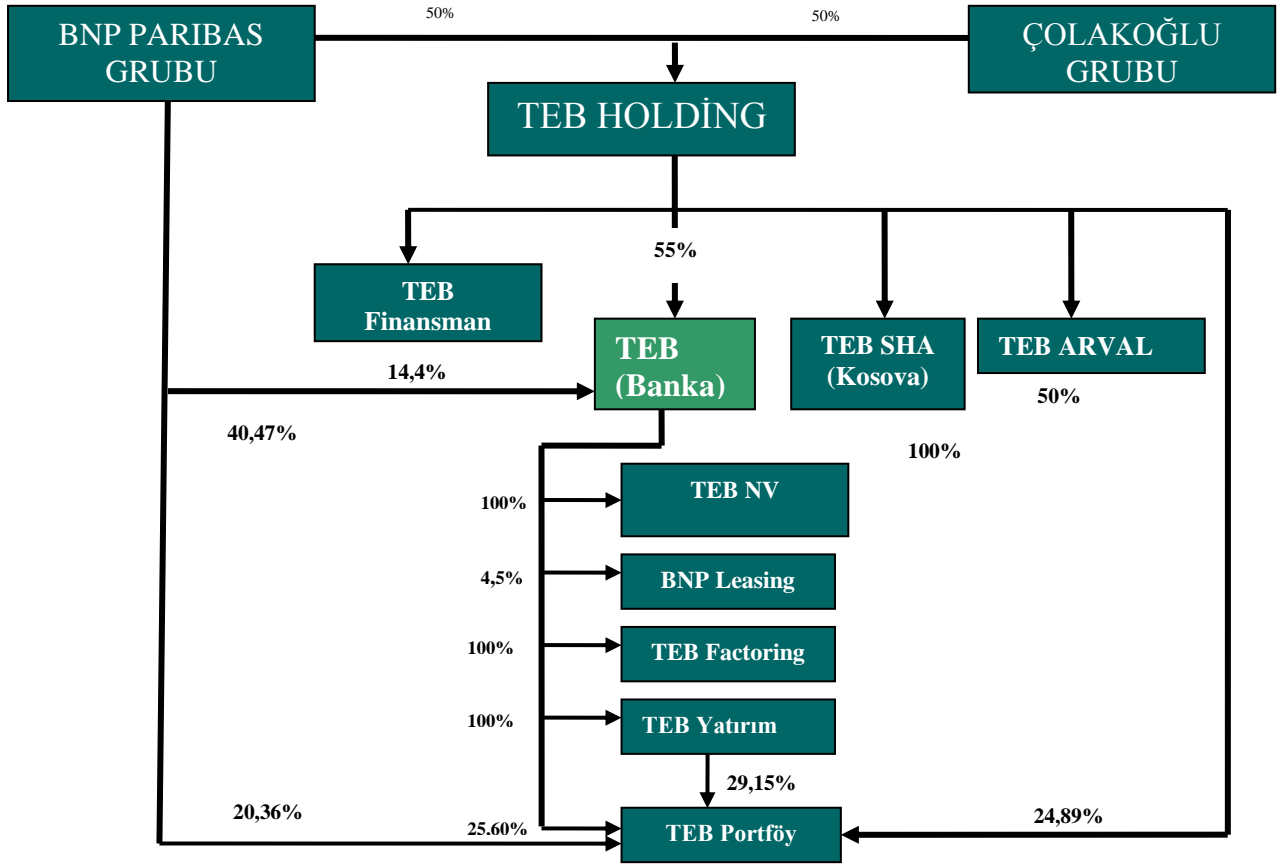 50%
50%
BNP PARIBAS
GRUBU
ÇOLAKOĞLU
GRUBU
TEB HOLDİNG
55%
TEB
Finansman
TEB
(Banka)
TEB SHA
(Kosova)
TEB ARVAL
14,4%
50%
40,47%
100%
TEB NV
100%
BNP Leasing
4,5%
TEB Factoring
100%
TEB Yatırım
100%
29,15%
20,36%
25.60%
TEB Portföy
24,89%